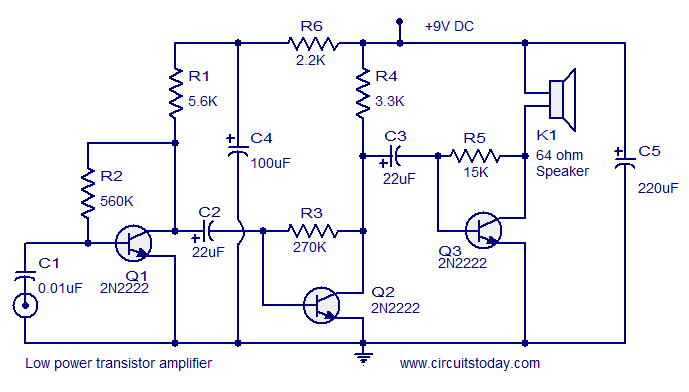 R6
2.2K
+9V DC
R1
5.6K
R4
3.3K
C4
100uF
C3
22uF
R5
15K
K1
64 ohm
Speaker
C5
220uF
R2
560K
C2
22uF
R3
270K
Q3
2N2222
C1
0.01uF
Q1
2N2222
Q2
2N2222
Low power transistor amplifier
www.circuitstoday.com